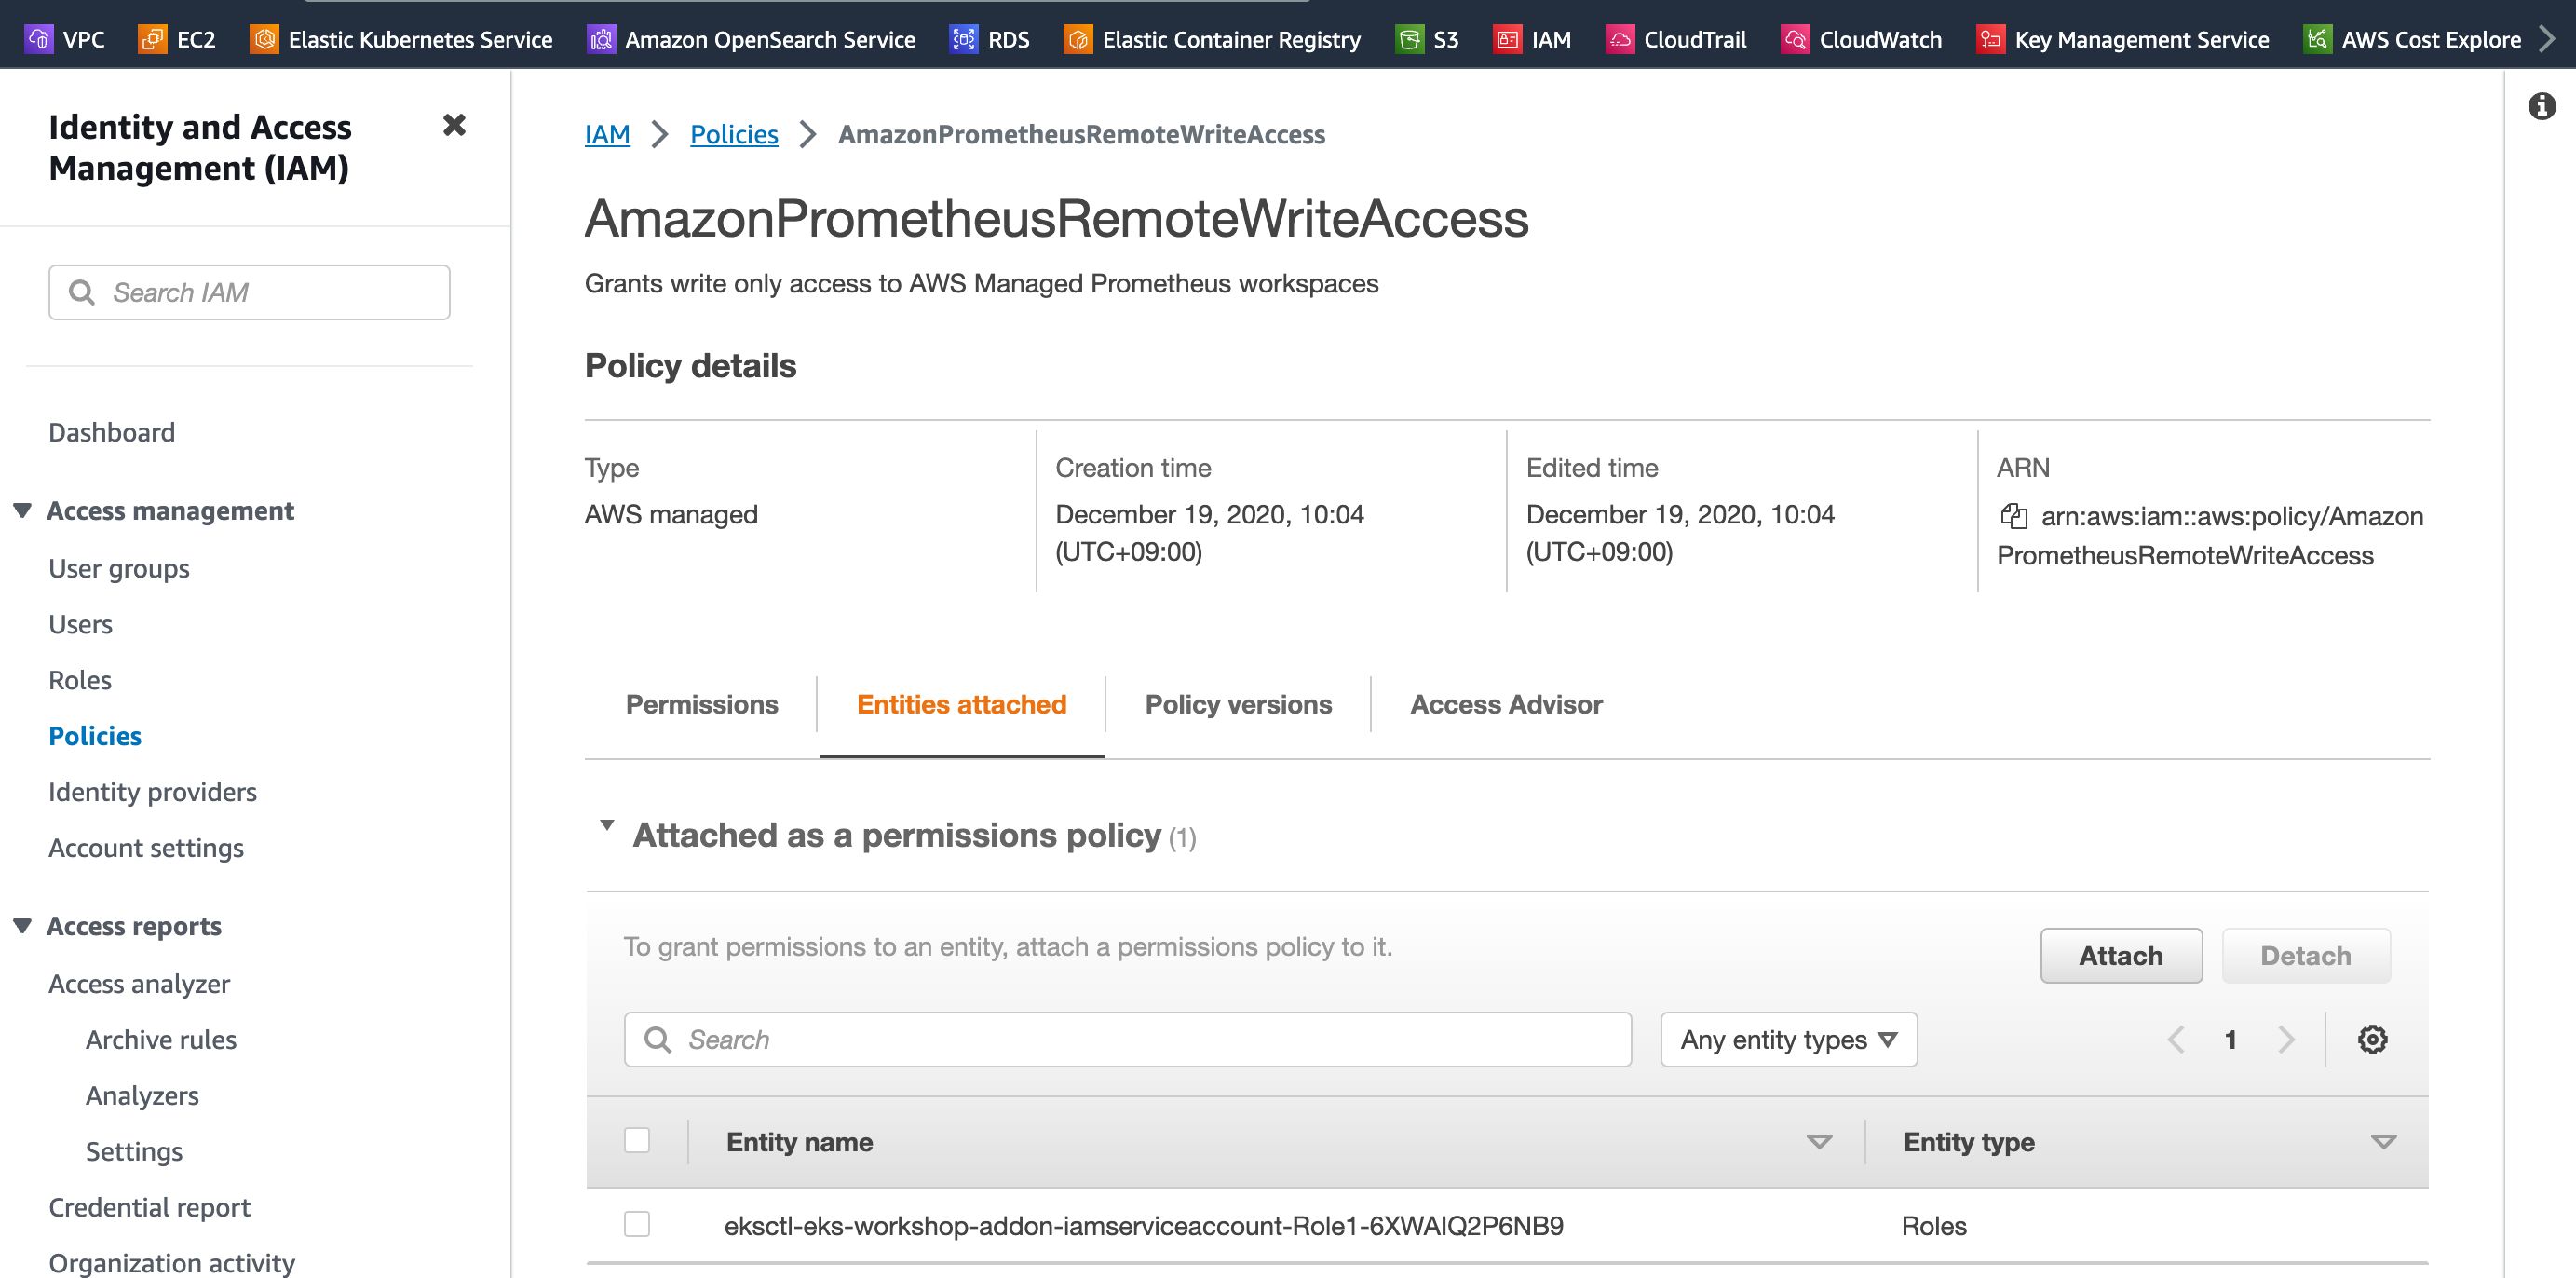 VPC EC2 Elastic Kubernetes Service Amazon OpenSearch Service RDS Elastic Container Registry S3 IAM CloudTrail CloudWatch Key Management Service AWS Cost Explore
Identity and Access
Management (IAM)
Search IAM
Dashboard
Access management
User groups
Users
Roles
Policies
Identity providers
Account settings
Access reports
Access analyzer
Archive rules
Analyzers
Settings
Credential report
Organization activity
IAM Policies AmazonPrometheusRemoteWriteAccess
AmazonPrometheusRemoteWriteAccess
Grants write only access to AWS Managed Prometheus workspaces
Policy details
Type
AWS managed
Creation time
December 19, 2020, 10:04
(UTC+09:00)
Edited time
December 19, 2020, 10:04
(UTC+09:00)
ARN
arn:aws:iam::aws:policy/Amazon
PrometheusRemoteWriteAccess
Permissions Entities attached Policy versions Access Advisor
Attached as a permissions policy (1)
To grant permissions to an entity, attach a permissions policy to it.
Attach Detach
Search Any entity types 1
Entity name Entity type
eksctl-eks-workshop-addon-iamserviceaccount-Role1-6XWAIQ2P6NB9 Roles